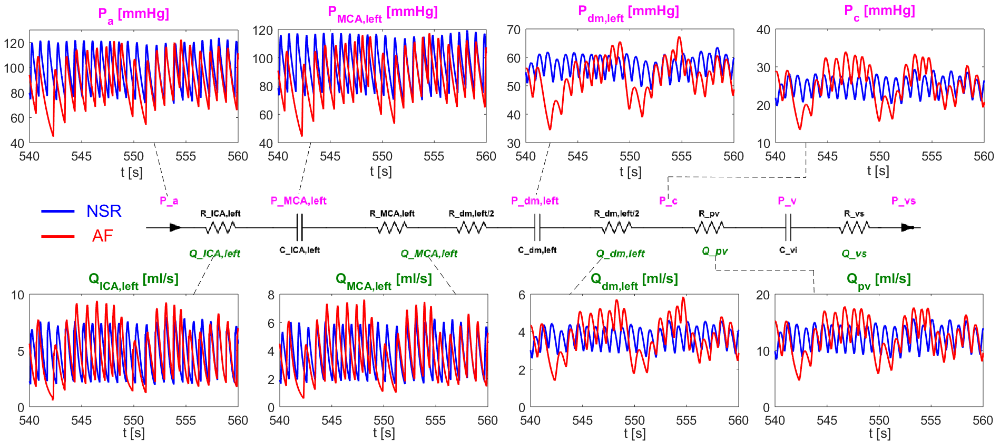 P_a [mmHg]
P_MCA,left [mmHg]
P_dm,left [mmHg]
P_c [mmHg]
120
100
80
60
40
540 545 550 555 560
t [s]
120
100
80
60
40
540 545 550 555 560
t [s]
70
60
50
40
30
540 545 550 555 560
t [s]
40
30
20
10
540 545 550 555 560
t [s]
NSR
AF
P_a P_MCA,left P_dm,left P_c P_v P_vs
R_ICA,left R_MCA,left R_dm,left/2 R_dm,left/2 R_pv R_vs
C_ICA,left C_dm,left C_vi
Q_ICA,left Q_MCA,left Q_dm,left Q_pv Q_vs
Q_ICA,left [ml/s]
Q_MCA,left [ml/s]
Q_dm,left [ml/s]
Q_pv [ml/s]
10
5
0
540 545 550 555 560
t [s]
8
6
4
2
0
540 545 550 555 560
t [s]
6
4
2
0
540 545 550 555 560
t [s]
20
10
0
540 545 550 555 560
t [s]